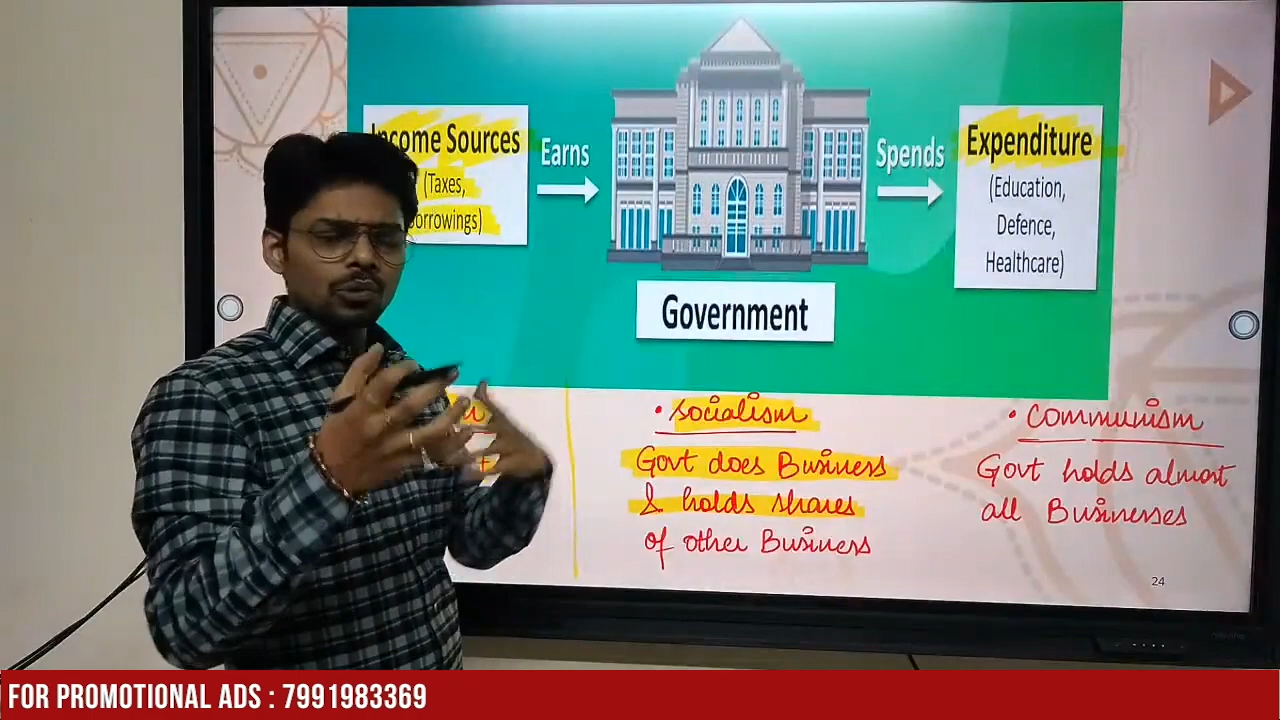 Income Sources
(Taxes,
Borrowings)
Earns
Government
Spends
Expenditure
(Education,
Defence,
Healthcare)
• Socialism
Govt does Business
& holds shares
of other Business
• Communism
Govt holds almost
all Businesses
24
FOR PROMOTIONAL ADS : 7991983369